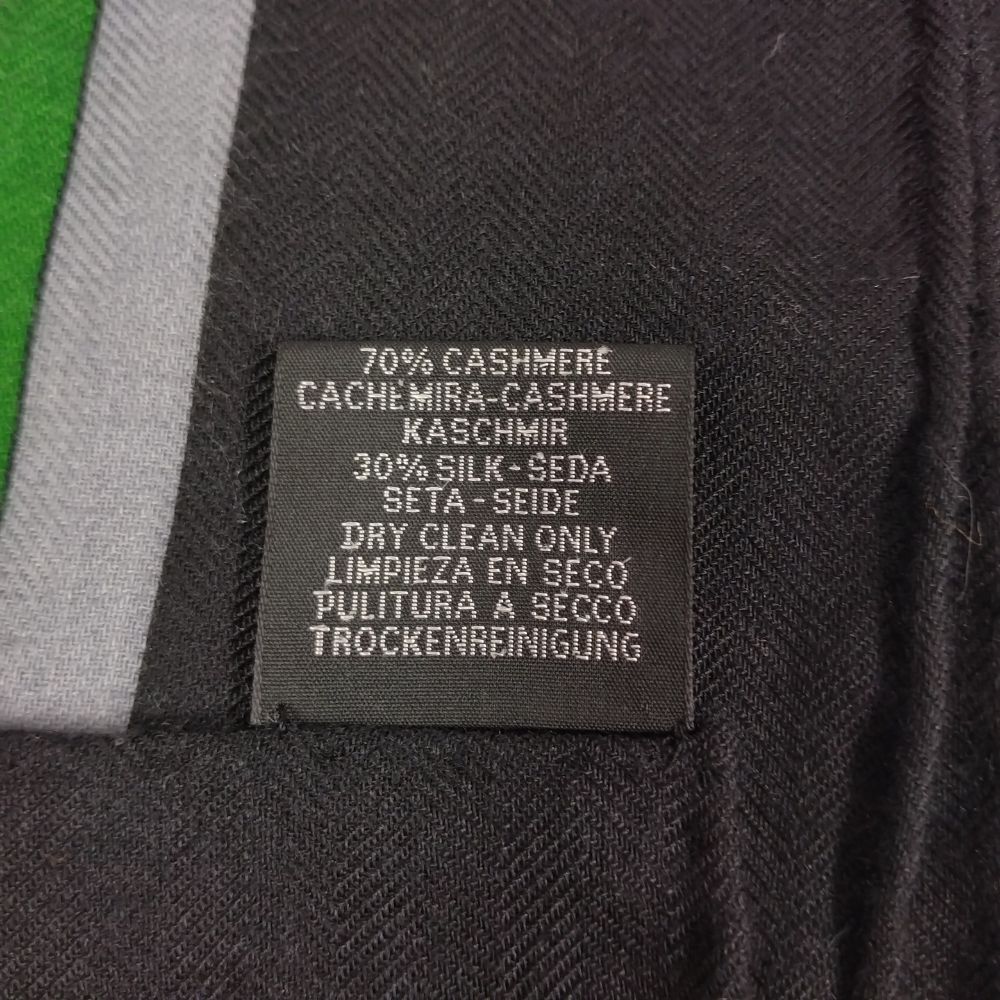 70% CASHMERE
CACHEMIRA-CASHMERE
KASCHMIR
30% SILK-SEDA
SETA-SEIDE
DRY CLEAN ONLY
LIMPIEZA EN SECO
PULITURA A SECCO
TROCKENREINIGUNG